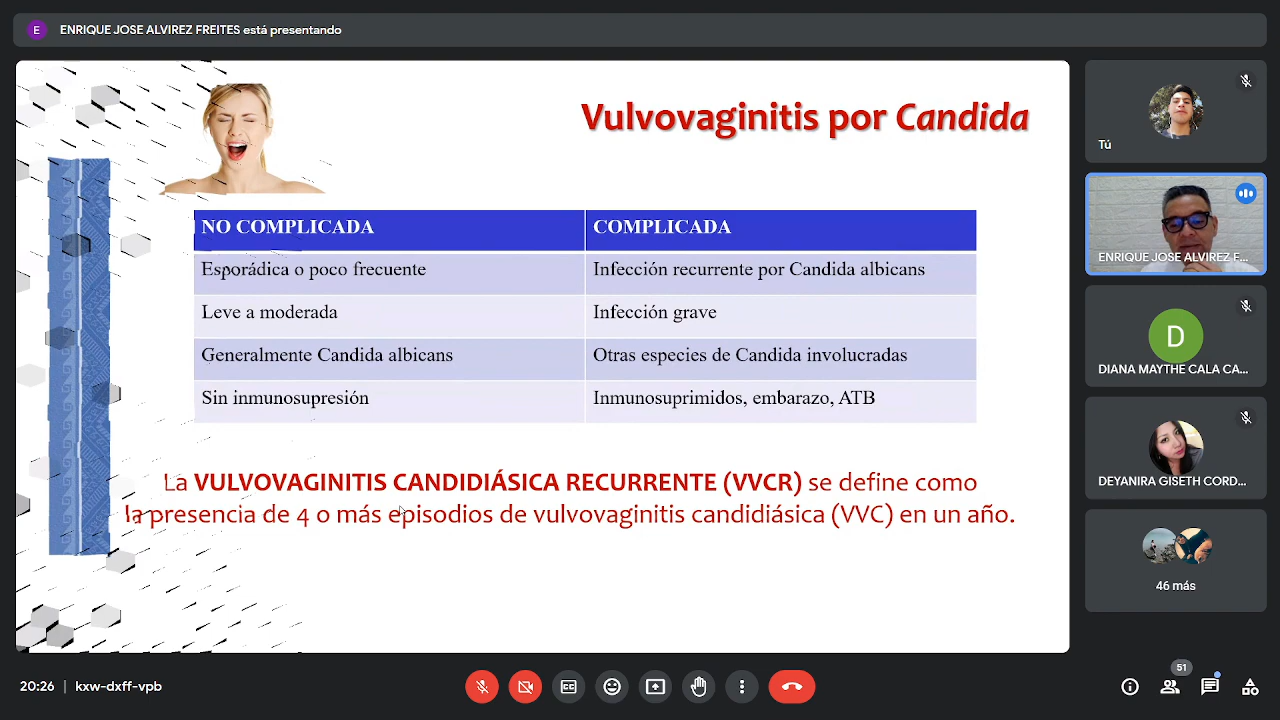 E
ENRIQUE JOSE ALVIREZ FREITES está presentando
Vulvovaginitis por Candida
NO COMPLICADA
COMPLICADA
Esporádica o poco frecuente
Infección recurrente por Candida albicans
Leve a moderada
Infección grave
Generalmente Candida albicans
Otras especies de Candida involucradas
Sin inmunosupresión
Inmunosuprimidos, embarazo, ATB
La VULVOVAGINITIS CANDIDIÁSICA RECURRENTE (VVCR) se define como
la presencia de 4 o más episodios de vulvovaginitis candidiásica (VVC) en un año.
Tú
ENRIQUE JOSE ALVIREZ F...
D
DIANA MAYTHE CALA CA...
DEYANIRA GISETH CORD...
46 más
20:26 | kxw-dxff-vpb
51